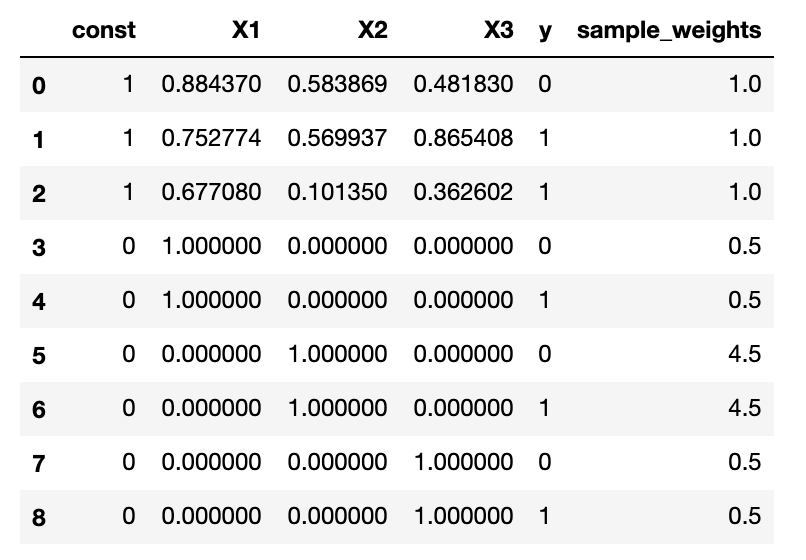 const X1 X2 X3 y sample_weights
0 1 0.884370 0.583869 0.481830 0 1.0
1 1 0.752774 0.569937 0.865408 1 1.0
2 1 0.677080 0.101350 0.362602 1 1.0
3 0 1.000000 0.000000 0.000000 0 0.5
4 0 1.000000 0.000000 0.000000 1 0.5
5 0 0.000000 1.000000 0.000000 0 4.5
6 0 0.000000 1.000000 0.000000 1 4.5
7 0 0.000000 0.000000 1.000000 0 0.5
8 0 0.000000 0.000000 1.000000 1 0.5